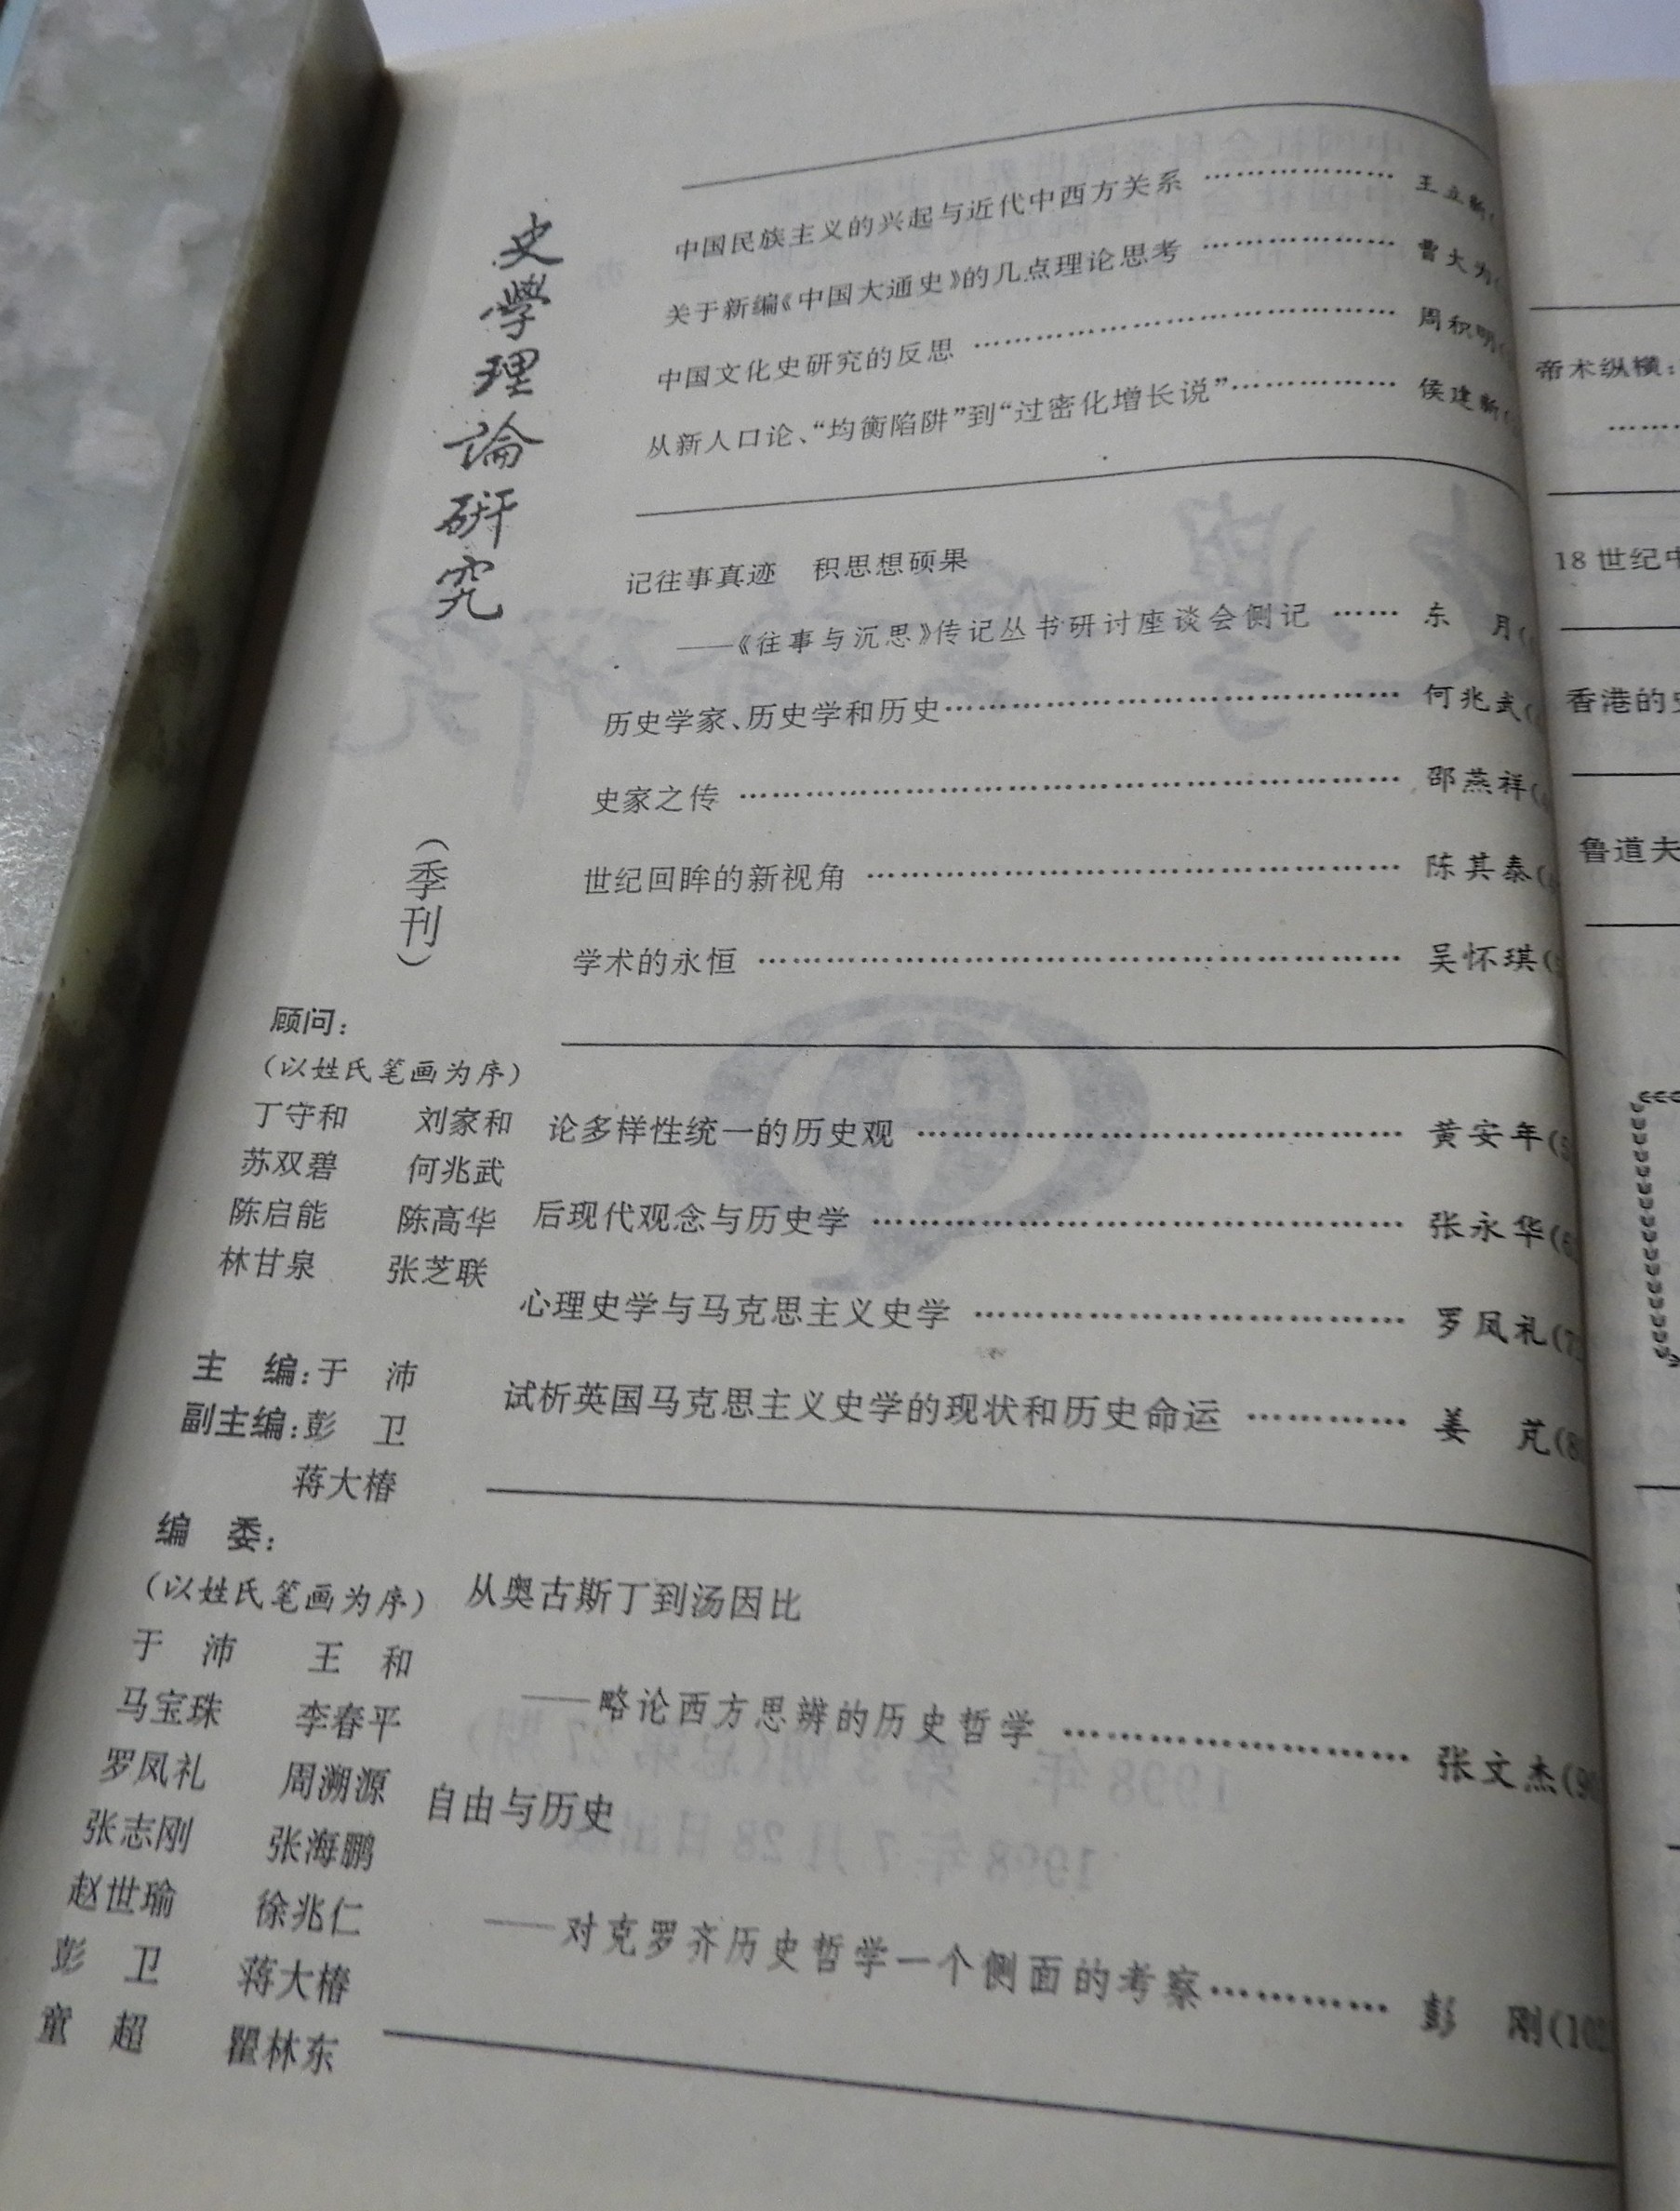 史學理論研究
（季刊）
顾问：
（以姓氏笔画为序）
丁守和　刘家和
苏双碧　何兆武
陈启能　陈高华
林甘泉　张芝联
主　编：于　沛
副主编：彭　卫
蒋大椿
编　委：
（以姓氏笔画为序）
于　沛　王　和
马宝珠　李春平
罗凤礼　周溯源
张志刚　张海鹏
赵世瑜　徐兆仁
彭　卫　蒋大椿
童　超　瞿林东
中国民族主义的兴起与近代中西方关系 ……………… 王立新
关于新编《中国大通史》的几点理论思考 ……………… 曹大为
中国文化史研究的反思 ……………… 周积明
从新人口论、“均衡陷阱”到“过密化增长说”……………… 侯建新
记往事真迹　积思想硕果
——《往事与沉思》传记丛书研讨座谈会侧记 …… 东　月
历史学家、历史学和历史……………… 何兆武
史家之传 ……………… 邵燕祥
世纪回眸的新视角 ……………… 陈其泰
学术的永恒 ……………… 吴怀琪
论多样性统一的历史观 ……………… 黄安年
后现代观念与历史学 ……………… 张永华
心理史学与马克思主义史学 ……………… 罗凤礼
试析英国马克思主义史学的现状和历史命运 ………… 姜　芃
从奥古斯丁到汤因比
——略论西方思辨的历史哲学 ……………… 张文杰
自由与历史
——对克罗齐历史哲学一个侧面的考察………… 彭　刚
帝术纵横：
18世纪中
香港的史
鲁道夫